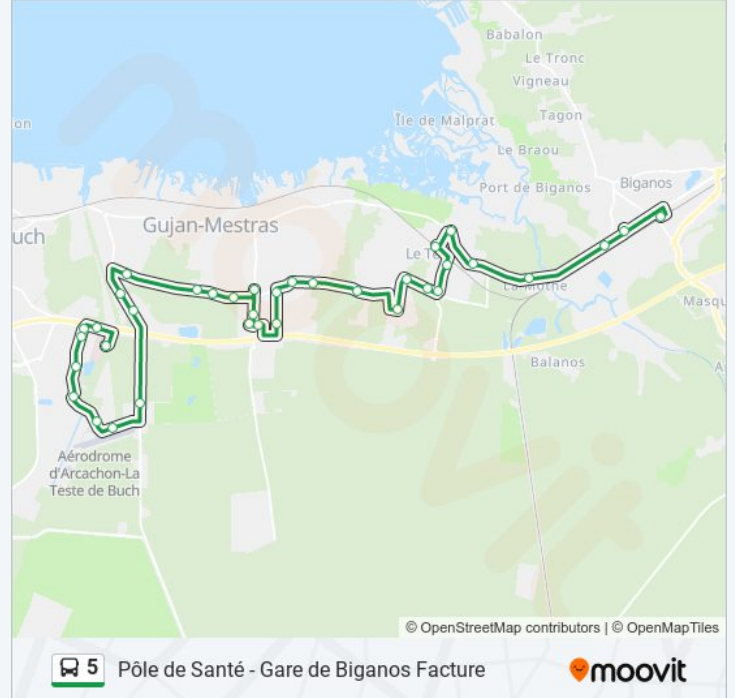 Babalon
Le Tronc
Vigneau
on
Île de Malprat
Tagon
Le Braou
Port de Biganos
Biganos
Gujan-Mestras
uch
Le Te
La Mothe
Masqu
Balanos
A
Aérodrome
d'Arcachon-La
Teste de Buch
© OpenStreetMap contributors | © OpenMapTiles
5 Pôle de Santé - Gare de Biganos Facture
moovit